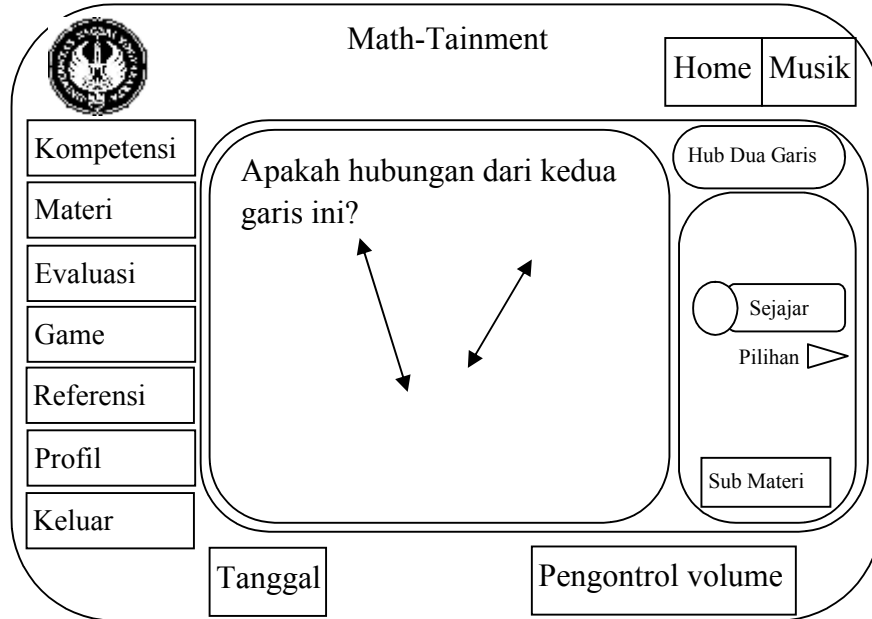 Math-Tainment
Home
Musik
Kompetensi
Materi
Evaluasi
Game
Referensi
Profil
Keluar
Apakah hubungan dari kedua
garis ini?
Hub Dua Garis
Sejajar
Pilihan
Sub Materi
Tanggal
Pengontrol volume